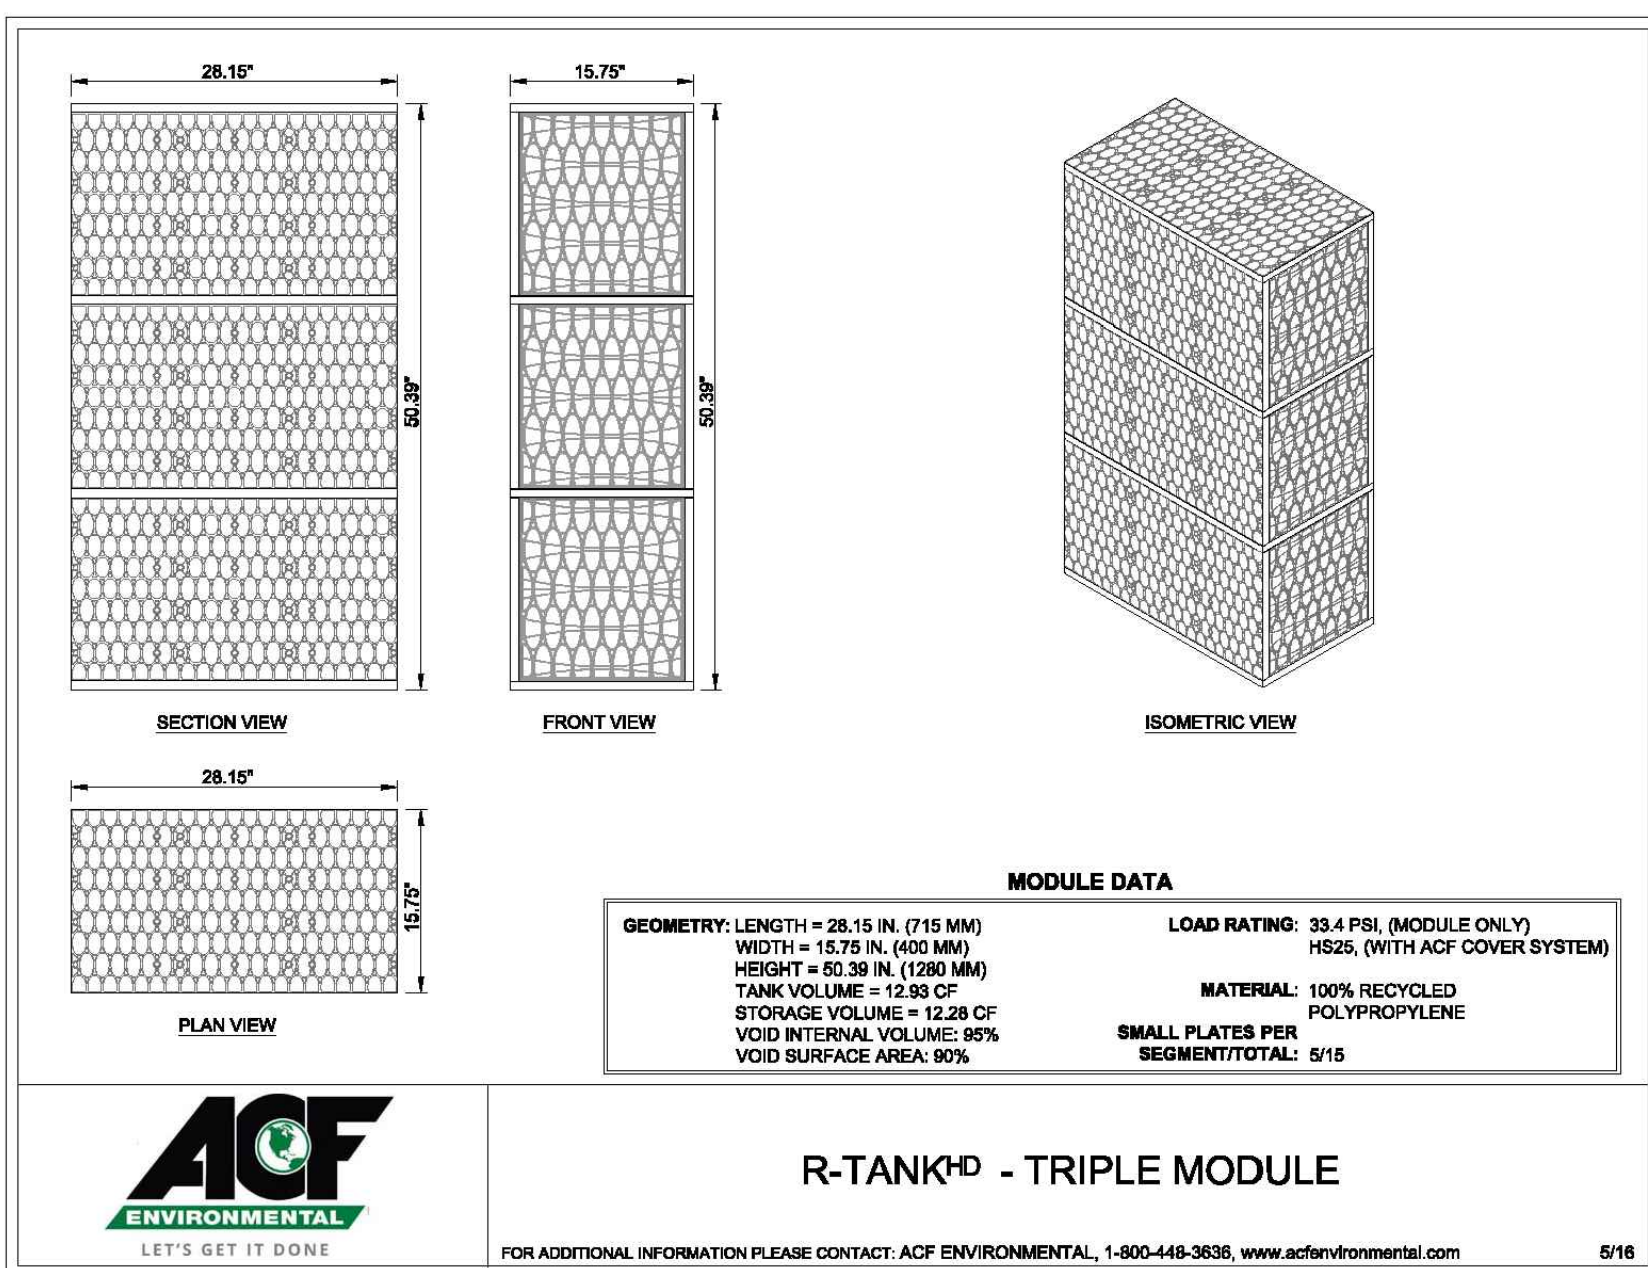 28.15"
15.75"
50.39"
50.39"
SECTION VIEW
FRONT VIEW
ISOMETRIC VIEW
28.15"
15.75"
PLAN VIEW
MODULE DATA
GEOMETRY: LENGTH = 28.15 IN. (715 MM)
WIDTH = 15.75 IN. (400 MM)
HEIGHT = 50.39 IN. (1280 MM)
TANK VOLUME = 12.93 CF
STORAGE VOLUME = 12.28 CF
VOID INTERNAL VOLUME: 95%
VOID SURFACE AREA: 90%
LOAD RATING: 33.4 PSI, (MODULE ONLY)
HS25, (WITH ACF COVER SYSTEM)
MATERIAL: 100% RECYCLED
POLYPROPYLENE
SMALL PLATES PER
SEGMENT/TOTAL: 5/15
ACF
ENVIRONMENTAL
LET'S GET IT DONE
R-TANKHD - TRIPLE MODULE
FOR ADDITIONAL INFORMATION PLEASE CONTACT: ACF ENVIRONMENTAL, 1-800-448-3636, www.acfenvironmental.com
5/16